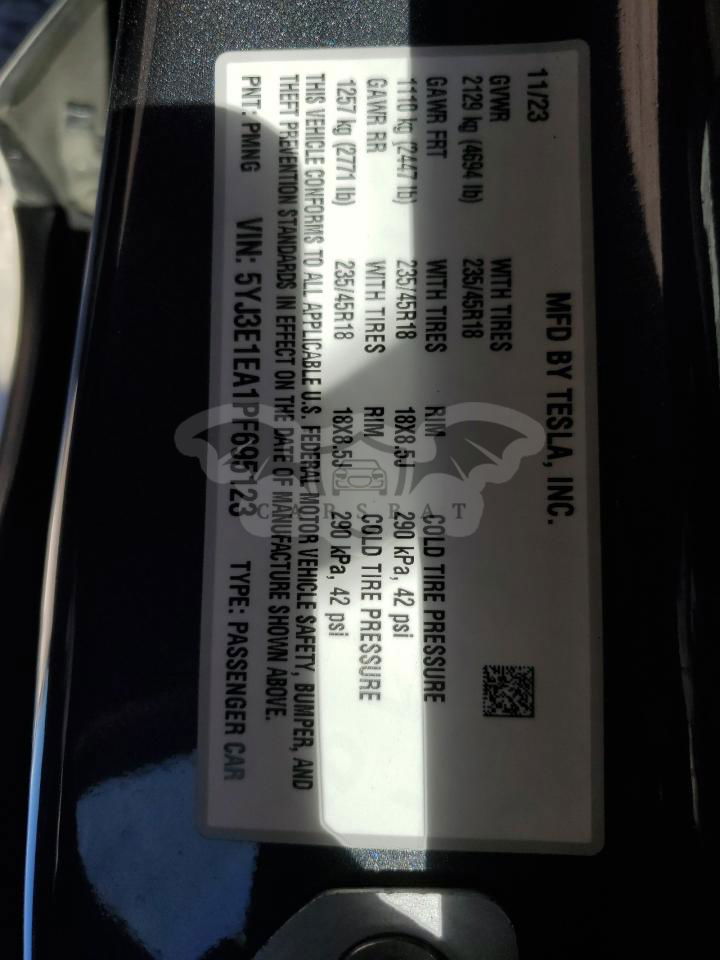 MFD BY TESLA, INC.
11/23
GVWR
2129 kg (4694 lb)
WITH TIRES
235/45R18
GAWR FRT
1110 kg (2447 lb)
WITH TIRES
235/45R18
RIM
18X8.5J
COLD TIRE PRESSURE
290 kPa, 42 psi
GAWR RR
1257 kg (2771 lb)
WITH TIRES
235/45R18
RIM
18X8.5J
COLD TIRE PRESSURE
290 kPa, 42 psi
THIS VEHICLE CONFORMS TO ALL APPLICABLE U.S. FEDERAL MOTOR VEHICLE SAFETY, BUMPER, AND
THEFT PREVENTION STANDARDS IN EFFECT ON THE DATE OF MANUFACTURE SHOWN ABOVE.
PNT: PMNG VIN: 5YJ3E1EA1PF695123 TYPE: PASSENGER CAR
CARSBAT